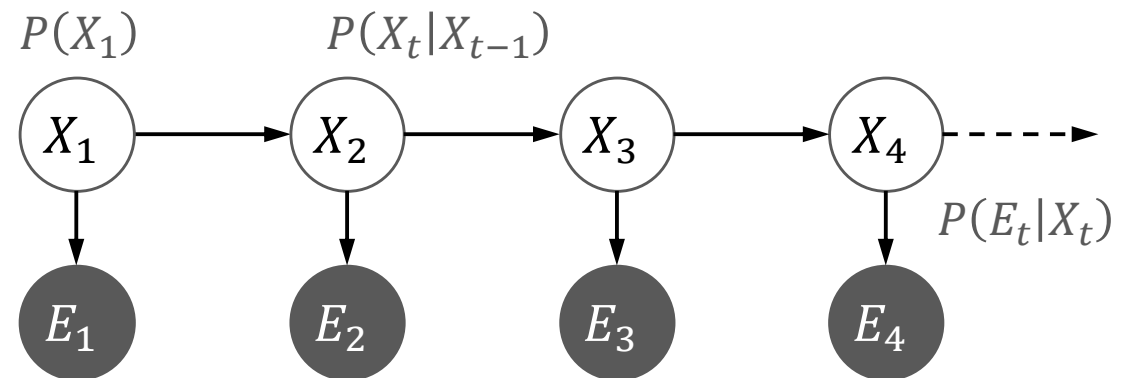 P(X₁) P(Xₜ|Xₜ₋₁)
X₁ X₂ X₃ X₄
P(Eₜ|Xₜ)
E₁ E₂ E₃ E₄